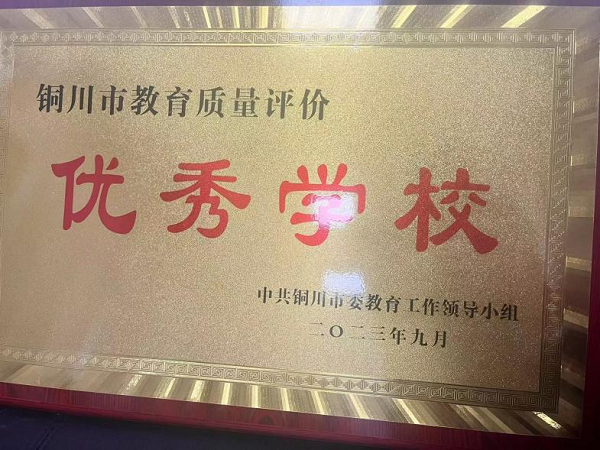 铜川市教育质量评价
优秀学校
中共铜川市委教育工作领导小组
二〇二三年九月